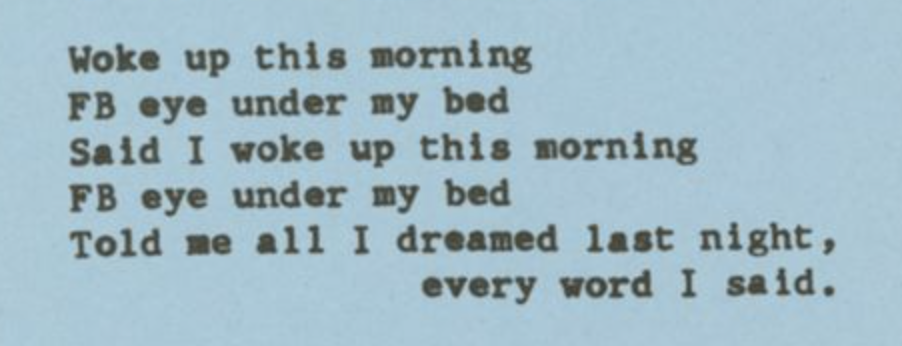 Woke up this morning
FB eye under my bed
Said I woke up this morning
FB eye under my bed
Told me all I dreamed last night,
every word I said.